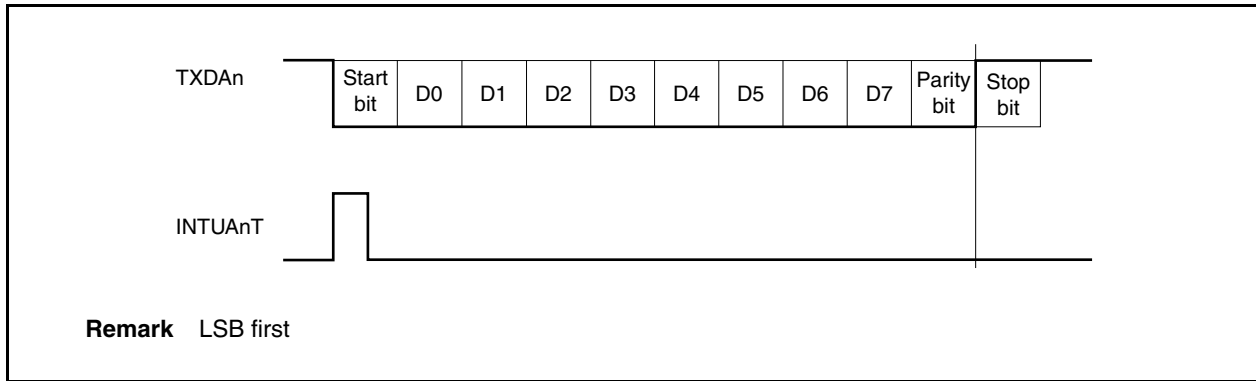 TXDAn
Start bit D0 D1 D2 D3 D4 D5 D6 D7 Parity bit Stop bit
INTUAnT
Remark LSB first